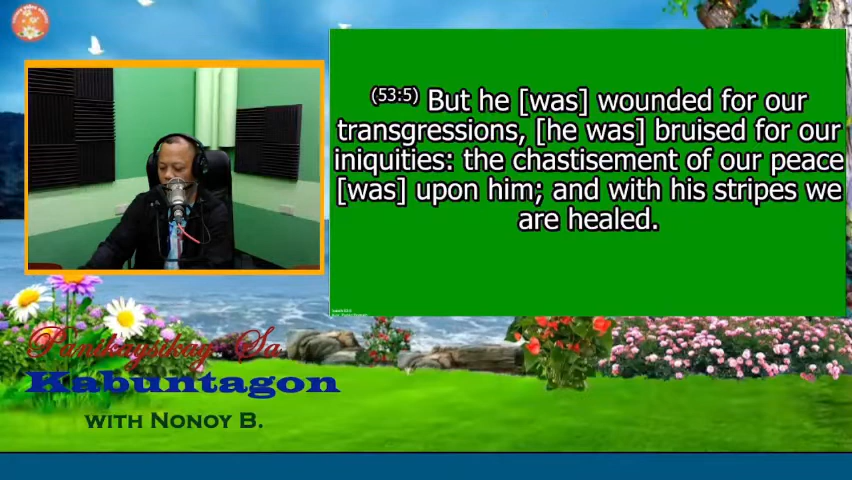 (53:5) But he [was] wounded for our
transgressions, [he was] bruised for our
iniquities: the chastisement of our peace
[was] upon him; and with his stripes we
are healed.
Panikaysikay Sa
Kabuntagon
with Nonoy B.